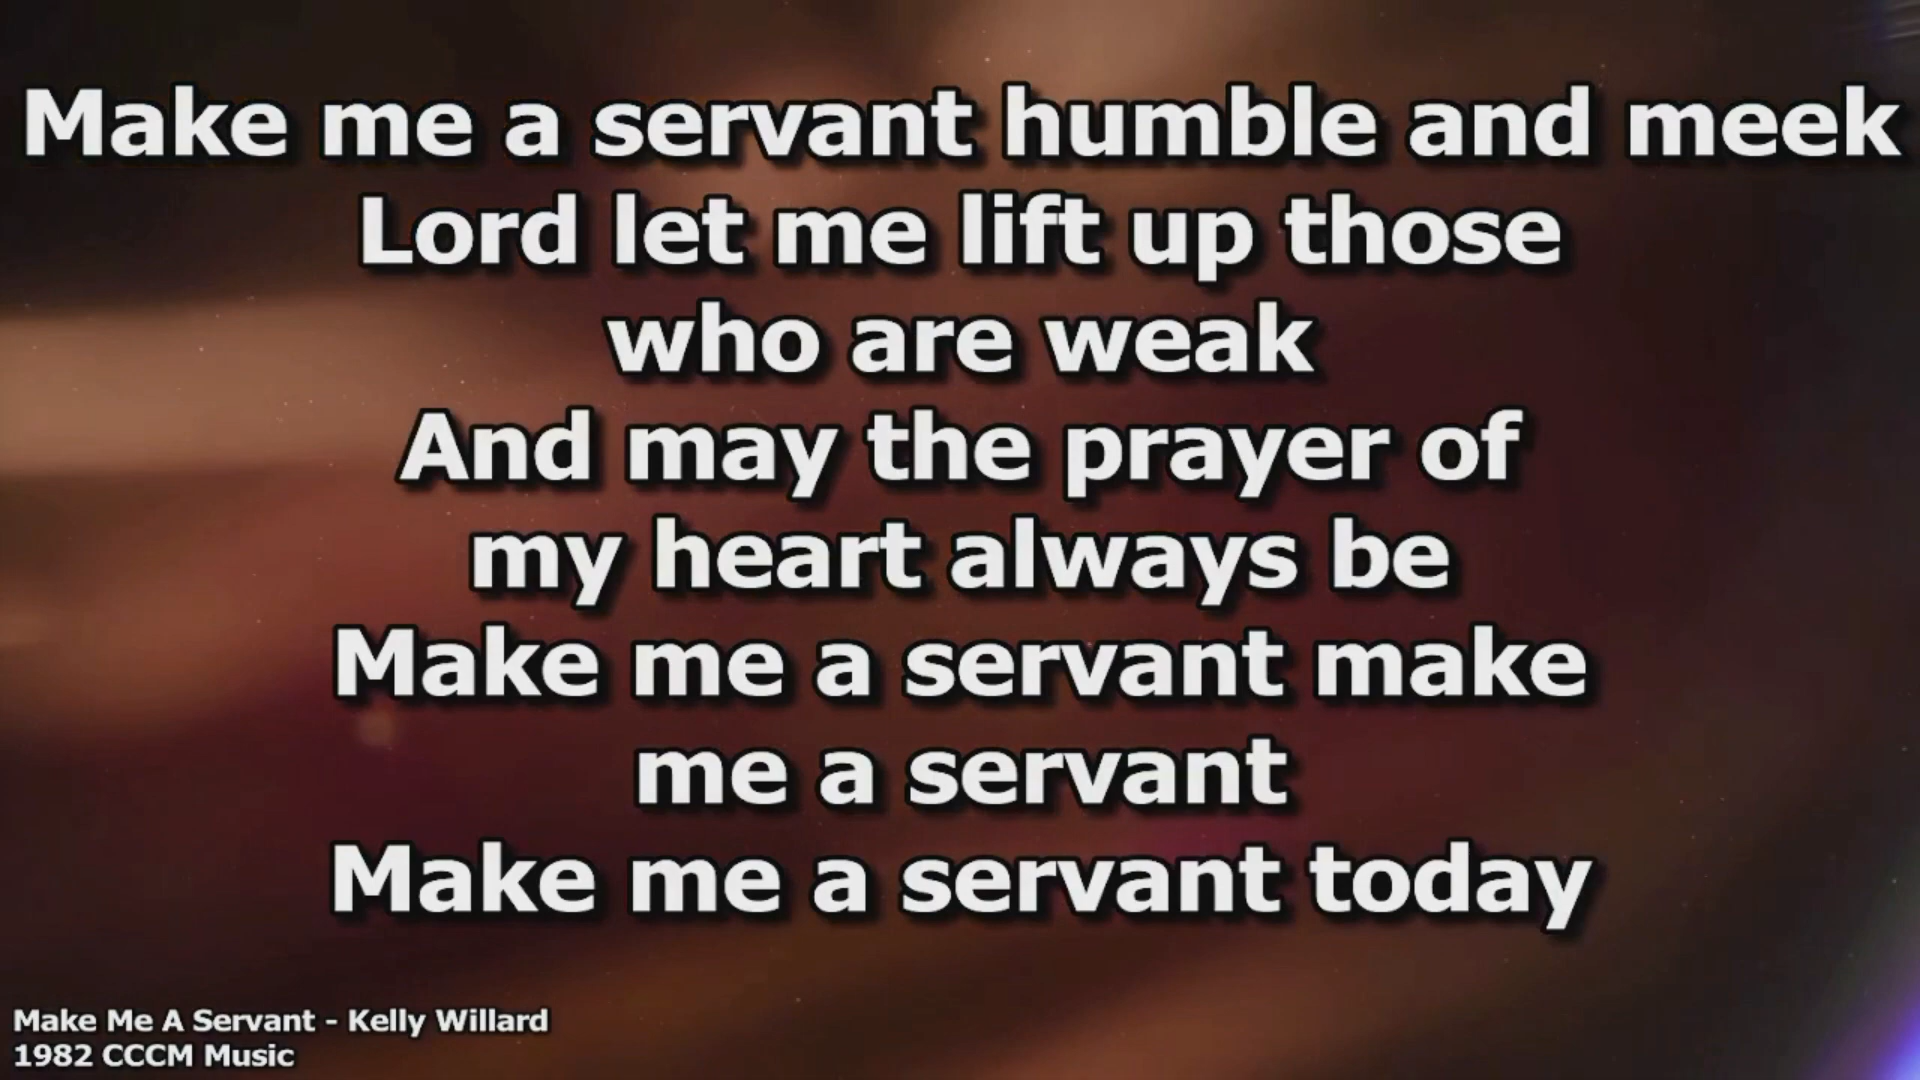 Make me a servant humble and meek
Lord let me lift up those
who are weak
And may the prayer of
my heart always be
Make me a servant make
me a servant
Make me a servant today
Make Me A Servant - Kelly Willard
1982 CCCM Music